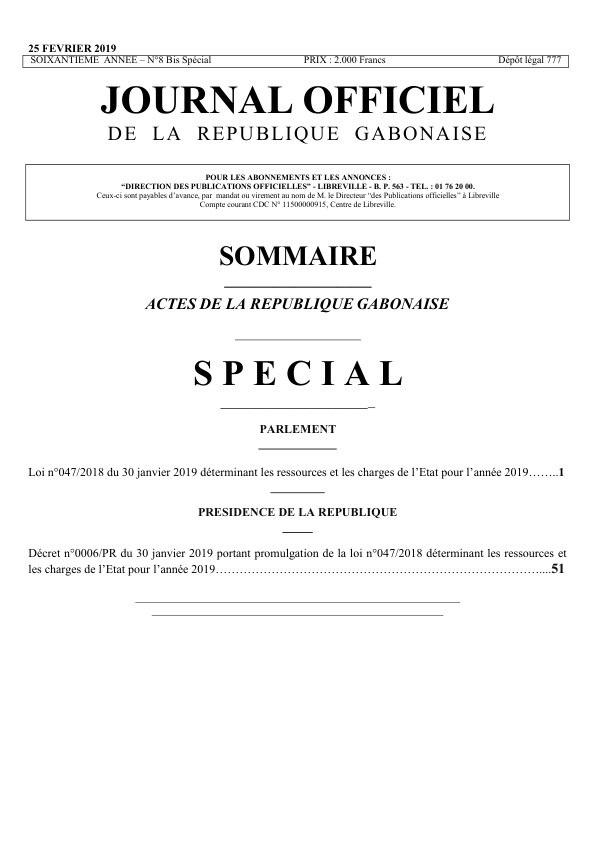 25 FEVRIER 2019
SOIXANTIEME ANNEE – N°8 Bis Spécial PRIX : 2.000 Francs Dépôt légal 777
JOURNAL OFFICIEL
DE LA REPUBLIQUE GABONAISE
POUR LES ABONNEMENTS ET LES ANNONCES :
“DIRECTION DES PUBLICATIONS OFFICIELLES” - LIBREVILLE - B. P. 563 - TEL. : 01 76 20 00.
Ceux-ci sont payables d’avance, par mandat ou virement au nom de M. le Directeur “des Publications officielles” à Libreville
Compte courant CDC N° 11500000915, Centre de Libreville.
SOMMAIRE
ACTES DE LA REPUBLIQUE GABONAISE
S P E C I A L
PARLEMENT
Loi n°047/2018 du 30 janvier 2019 déterminant les ressources et les charges de l’Etat pour l’année 2019……..1
PRESIDENCE DE LA REPUBLIQUE
Décret n°0006/PR du 30 janvier 2019 portant promulgation de la loi n°047/2018 déterminant les ressources et
les charges de l’Etat pour l’année 2019………………………………………………………………………....51